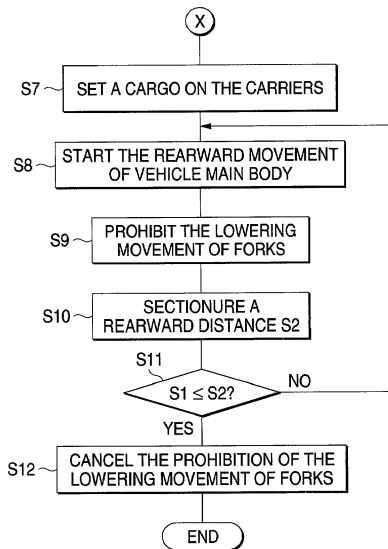 X
S7
SET A CARGO ON THE CARRIERS
S8
START THE REARWARD MOVEMENT
OF VEHICLE MAIN BODY
S9
PROHIBIT THE LOWERING
MOVEMENT OF FORKS
S10
SECTIONURE A
REARWARD DISTANCE S2
S11
S1 ≤ S2?
NO
YES
S12
CANCEL THE PROHIBITION OF THE
LOWERING MOVEMENT OF FORKS
END